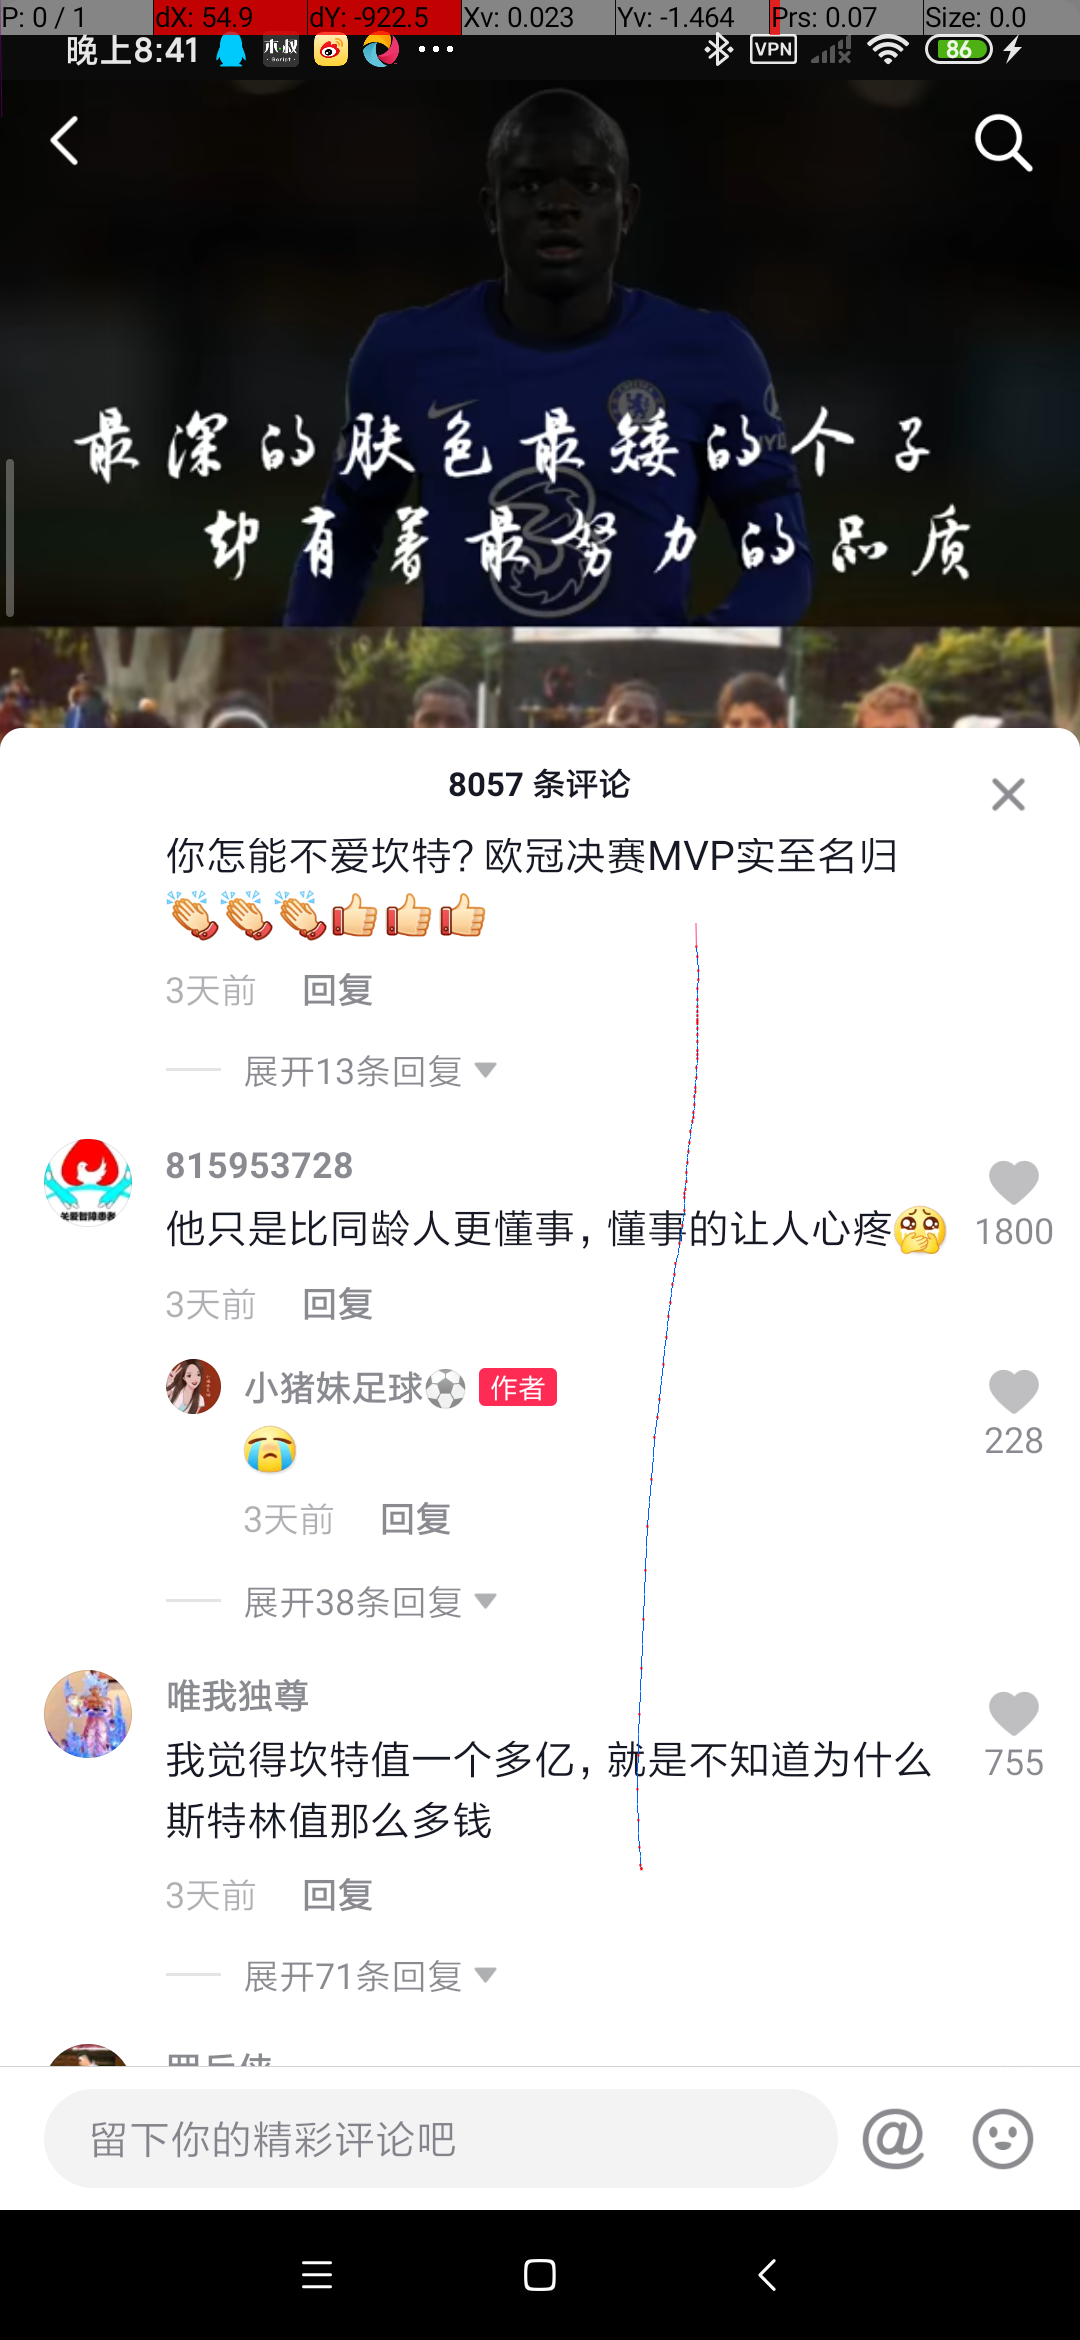 P: 0 / 1 dX: 54.9 dY: -922.5 Xv: 0.023 Yv: -1.464 Prs: 0.07 Size: 0.0
晚上8:41 木叔 Script VPN 86
最深的肤色最矮的个子
却有着最努力的品质
8057 条评论
你怎能不爱坎特?欧冠决赛MVP实至名归
👏👏👏👍👍👍
3天前 回复
展开13条回复
815953728
他只是比同龄人更懂事，懂事的让人心疼🥺
1800
3天前 回复
小猪妹足球⚽ 作者
😭
228
3天前 回复
展开38条回复
唯我独尊
我觉得坎特值一个多亿，就是不知道为什么
斯特林值那么多钱
755
3天前 回复
展开71条回复
留下你的精彩评论吧